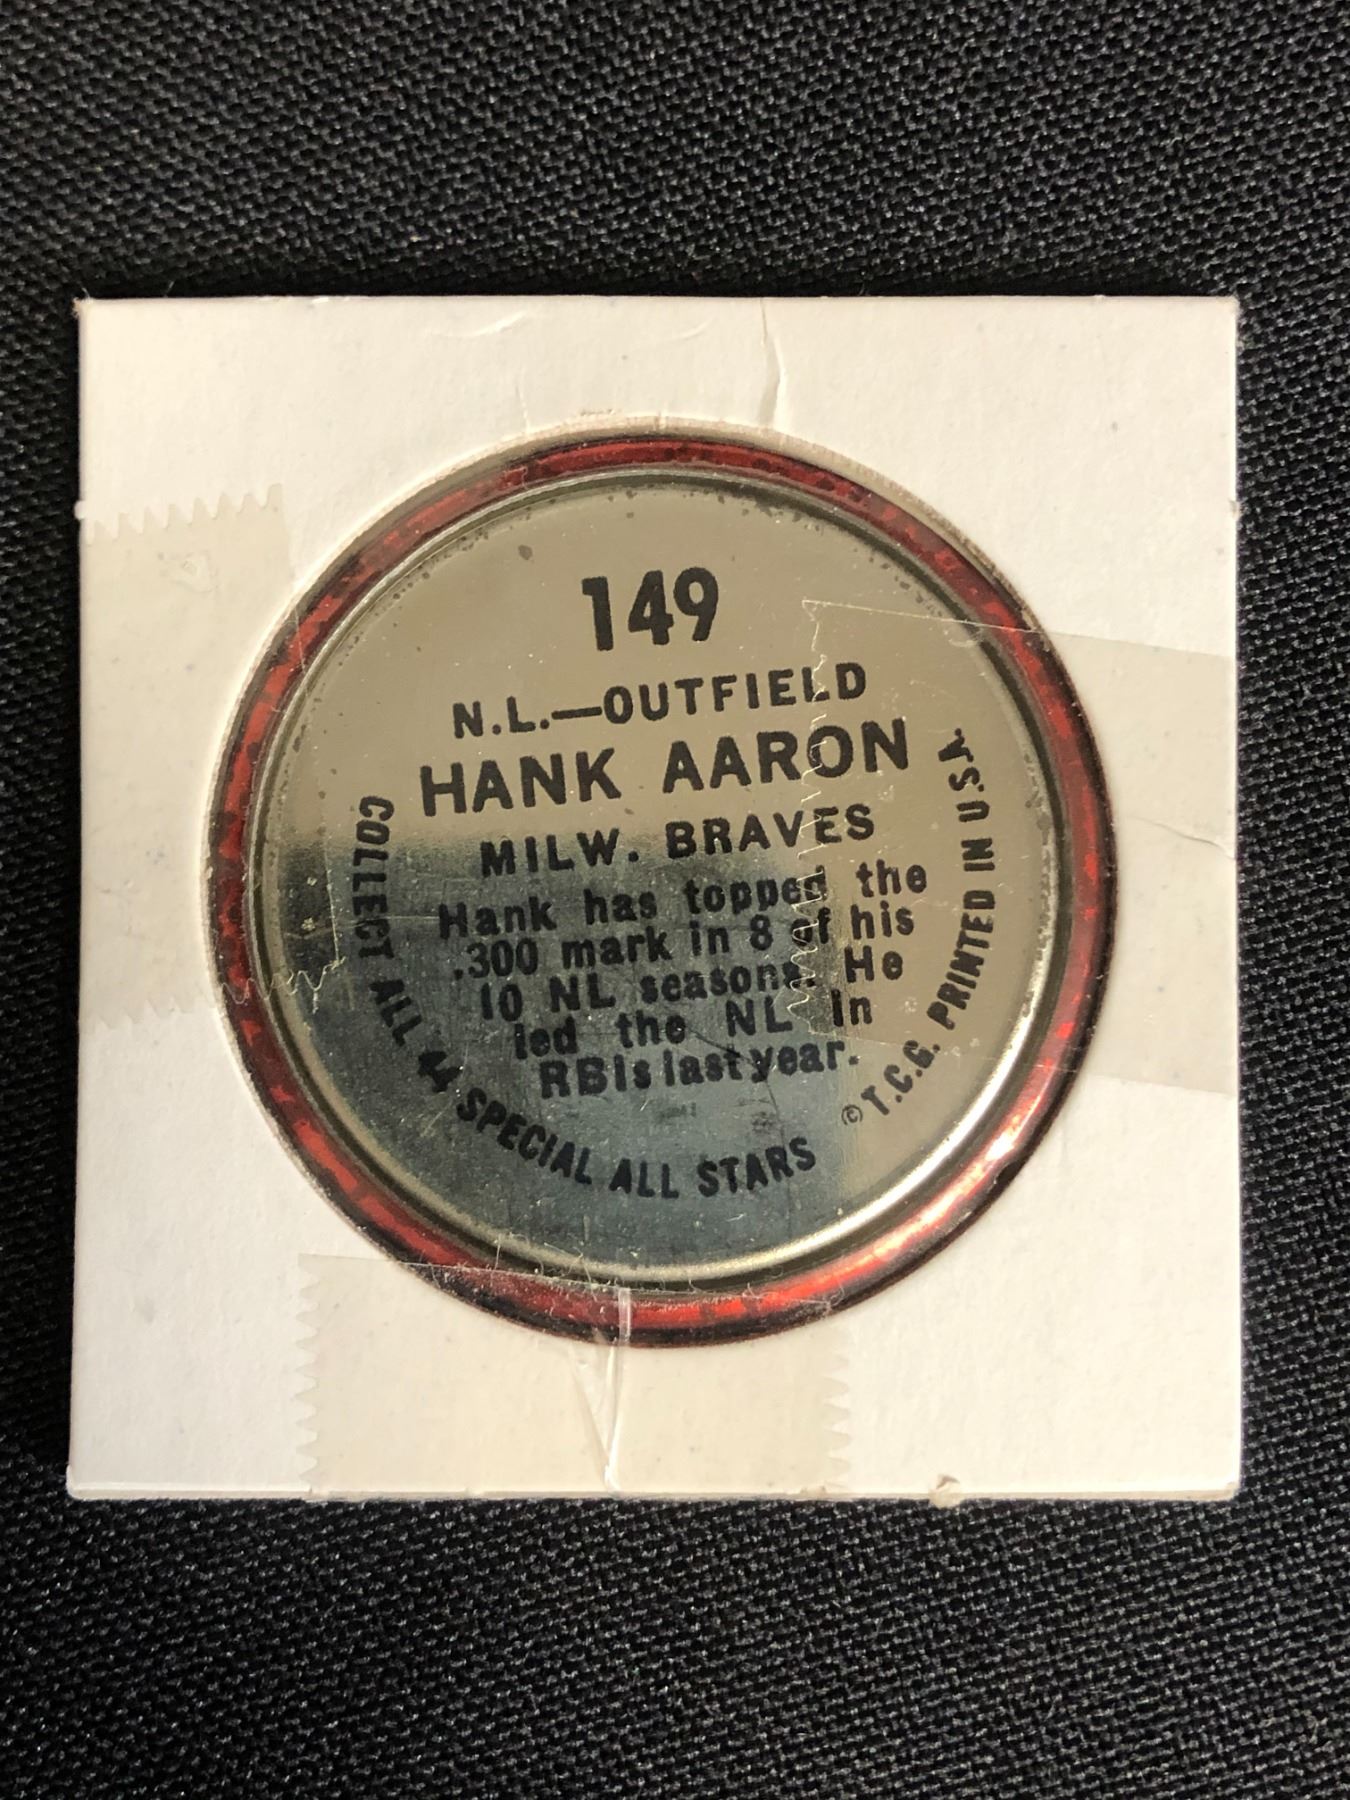 149
N.L.—OUTFIELD
HANK AARON
MILW. BRAVES
Hank has topped the
.300 mark in 8 of his
10 NL seasons. He
led the NL in
RBIs last year.
COLLECT ALL 44 SPECIAL ALL STARS
© T.C.G. PRINTED IN U.S.A.